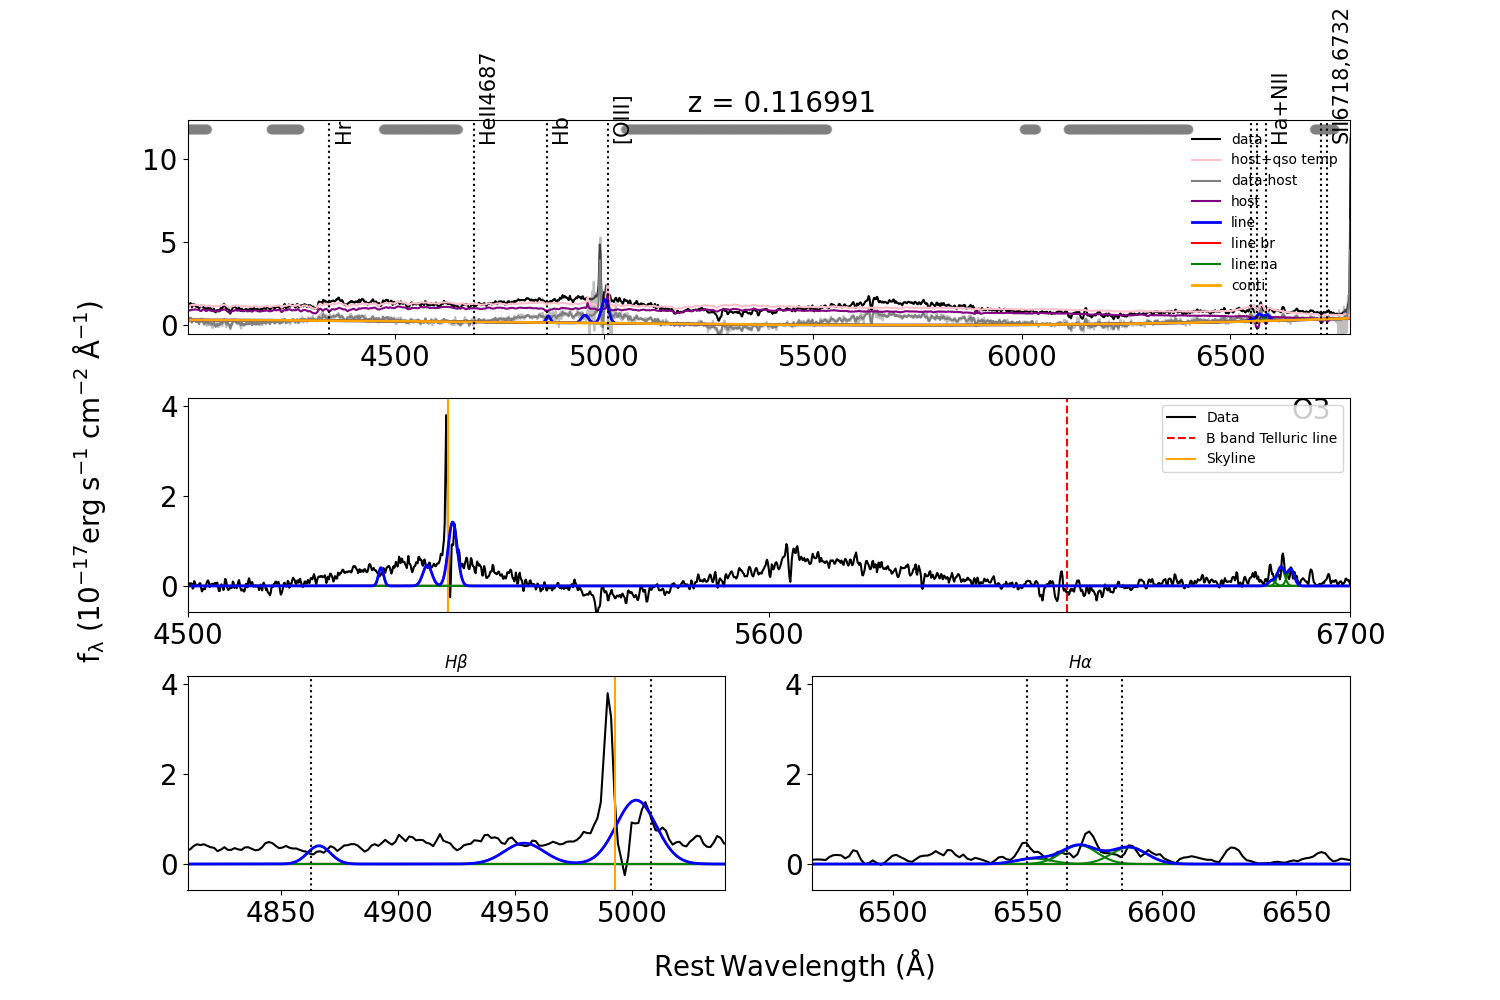 z = 0.116991
Hr
HeII4687
Hb
[OIII]
Ha+NII
SII6718,6732
10
5
0
data
host+qso temp
data-host
host
line
line br
line na
conti
4500 5000 5500 6000 6500
fλ (10⁻¹⁷erg s⁻¹ cm⁻² Å⁻¹)
4
2
0
O3
Data
B band Telluric line
Skyline
4500 5600 6700
Hβ
4
2
0
4850 4900 4950 5000
Hα
4
2
0
6500 6550 6600 6650
Rest Wavelength (Å)